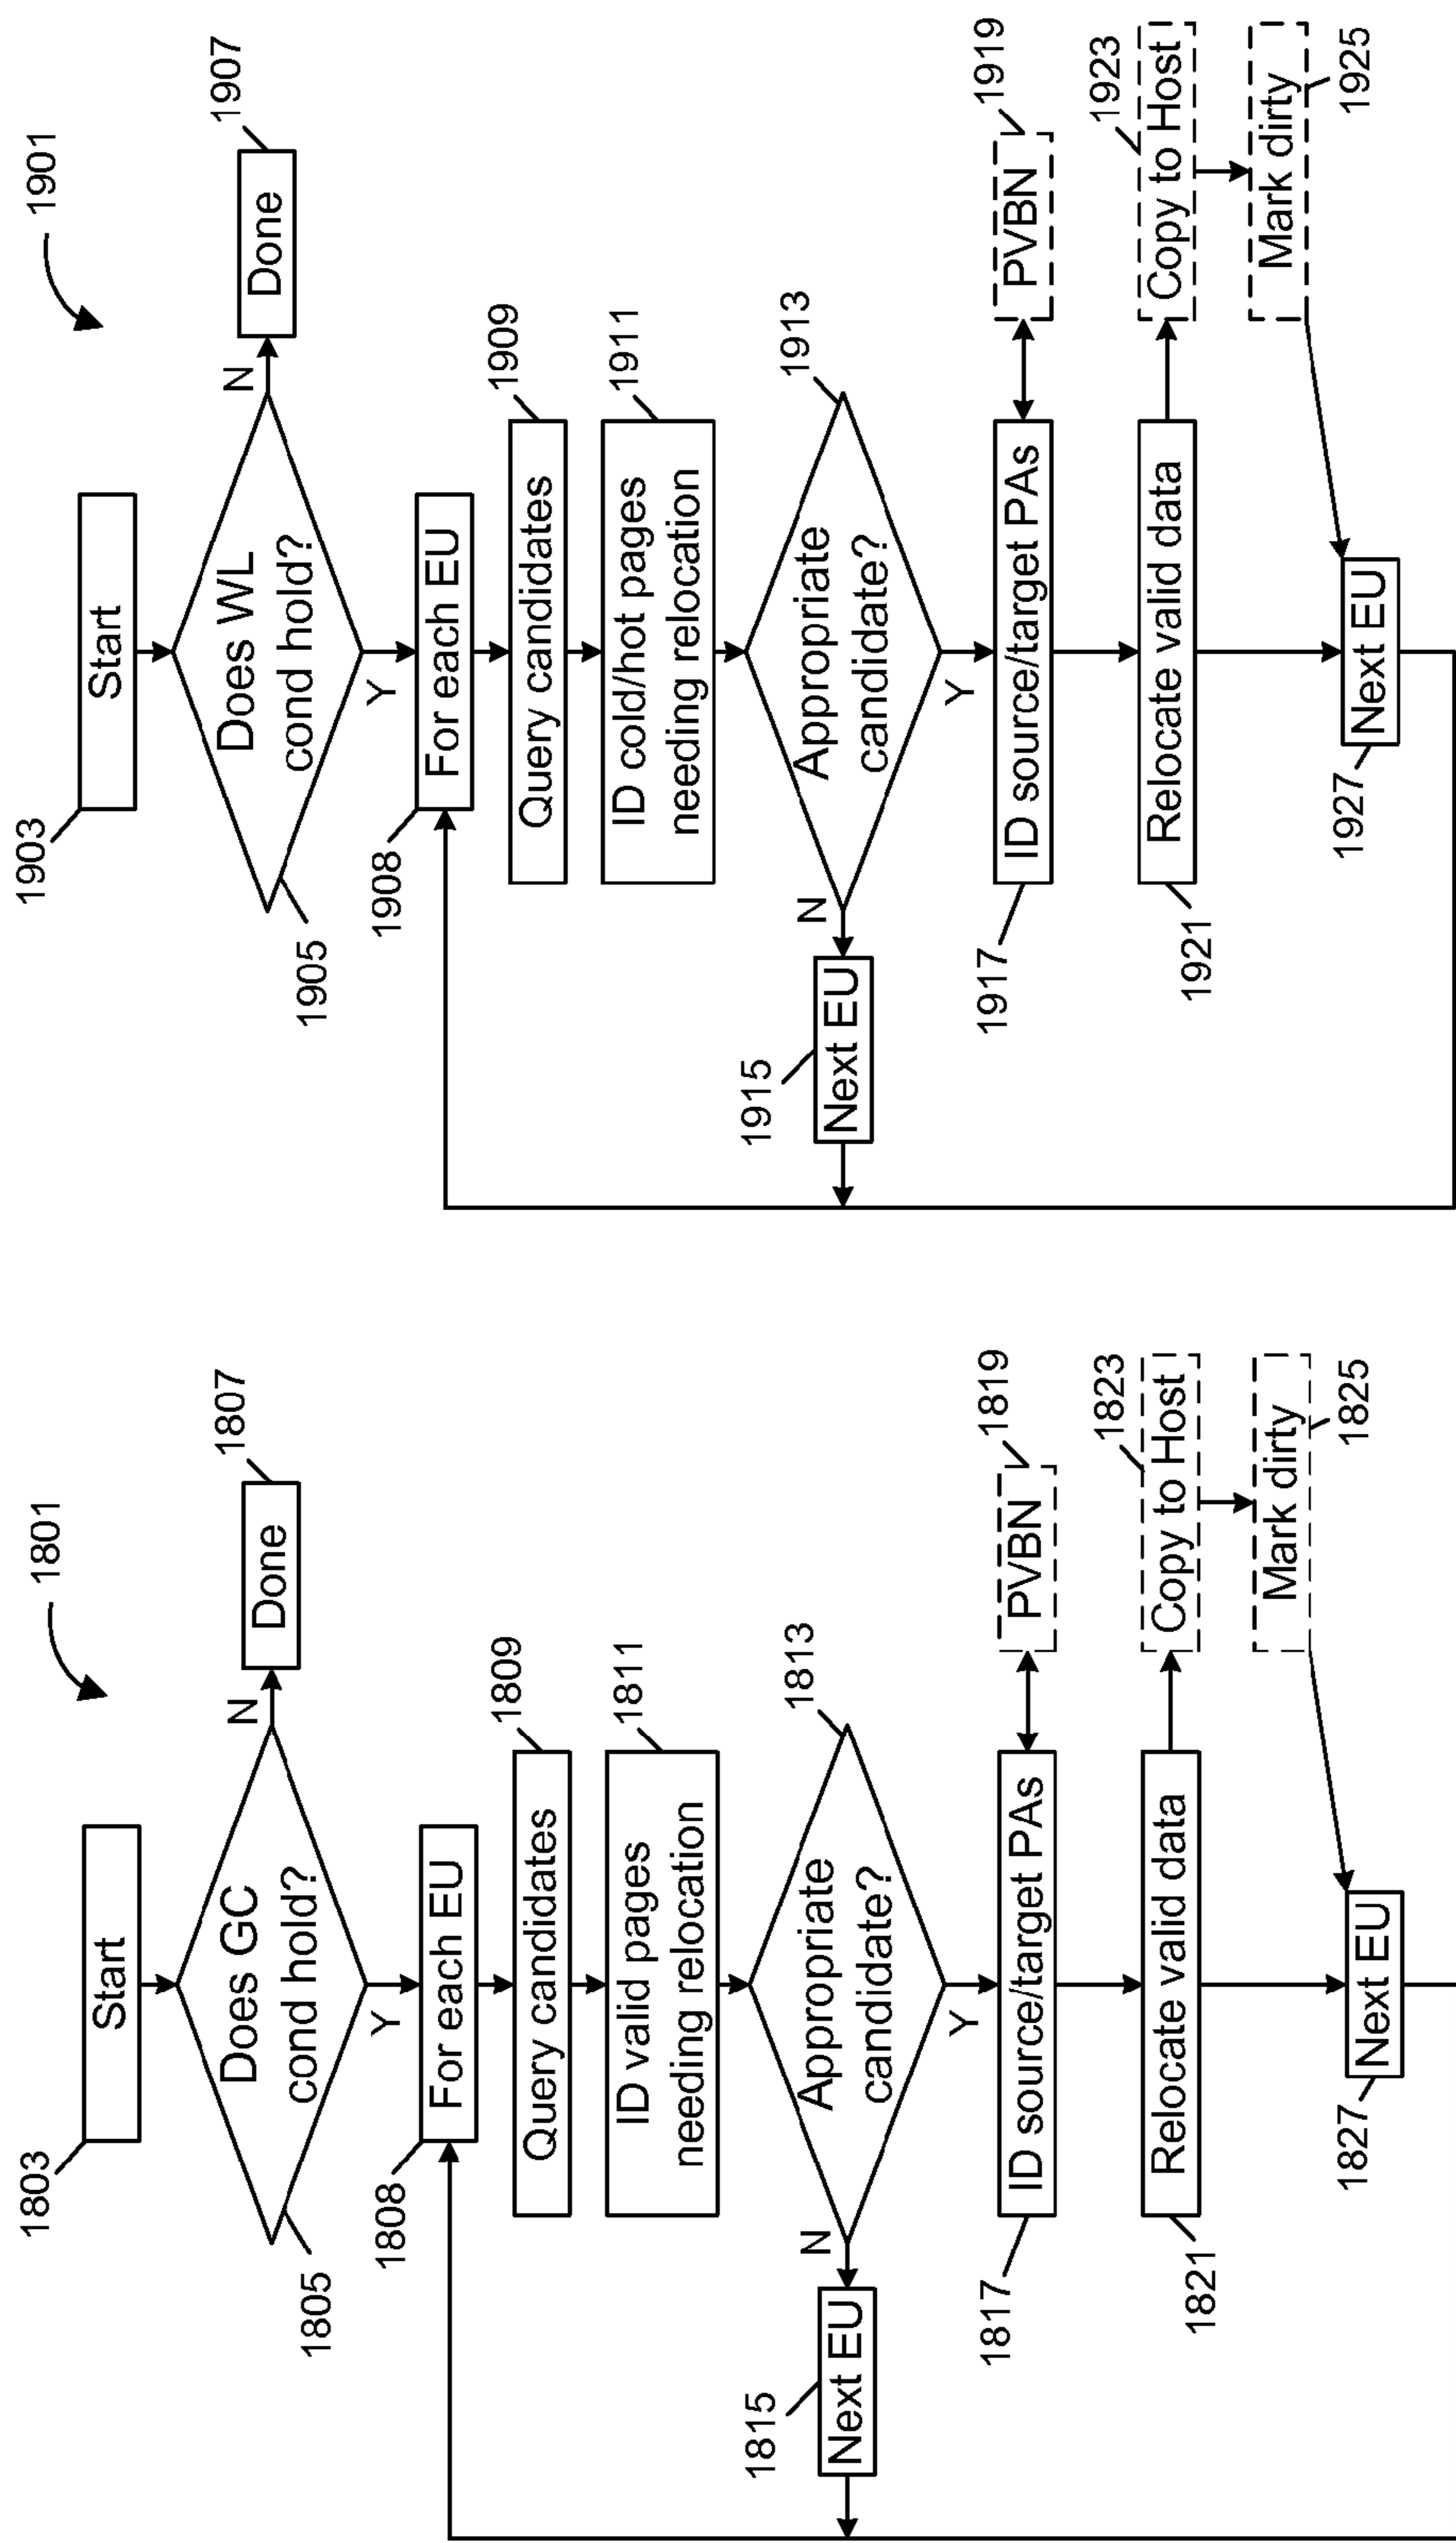 1801
1803
Start
1805
Does GC
cond hold?
N
Done
1807
Y
1808
For each EU
Query candidates
1809
ID valid pages
needing relocation
1811
Appropriate
candidate?
1813
N
Next EU
1815
Y
ID source/target PAs
1817
PVBN
1819
Relocate valid data
1821
Copy to Host
1823
Mark dirty
1825
Next EU
1827
1901
1903
Start
1905
Does WL
cond hold?
N
Done
1907
Y
1908
For each EU
Query candidates
1909
ID cold/hot pages
needing relocation
1911
Appropriate
candidate?
1913
N
Next EU
1915
Y
ID source/target PAs
1917
PVBN
1919
Relocate valid data
1921
Copy to Host
1923
Mark dirty
1925
Next EU
1927